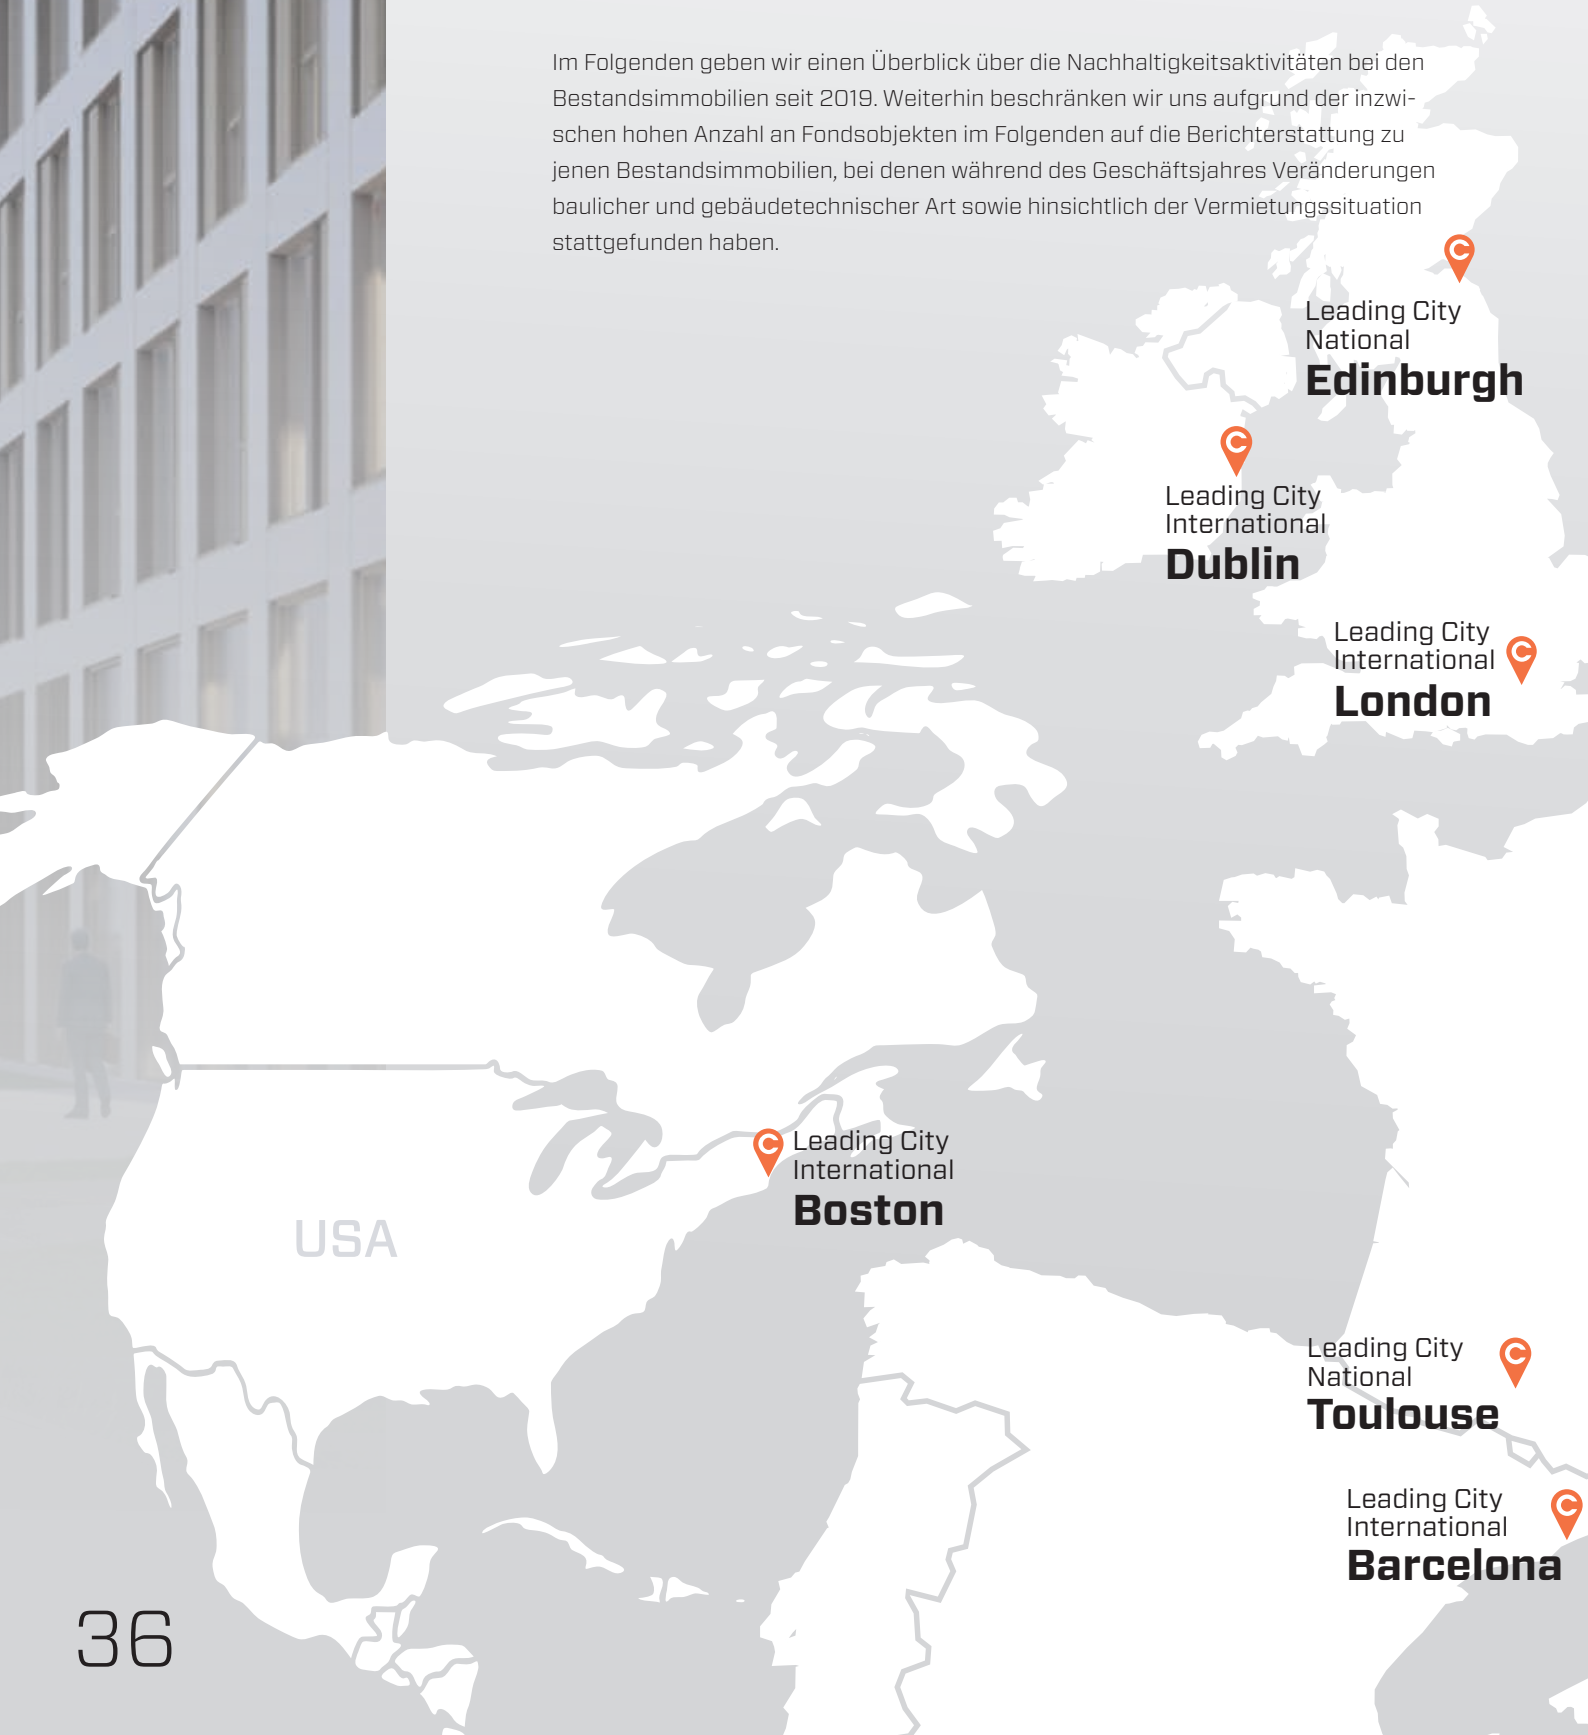 Im Folgenden geben wir einen Überblick über die Nachhaltigkeitsaktivitäten bei den
Bestandsimmobilien seit 2019. Weiterhin beschränken wir uns aufgrund der inzwi-
schen hohen Anzahl an Fondsobjekten im Folgenden auf die Berichterstattung zu
jenen Bestandsimmobilien, bei denen während des Geschäftsjahres Veränderungen
baulicher und gebäudetechnischer Art sowie hinsichtlich der Vermietungssituation
stattgefunden haben.
Leading City
National
Edinburgh
Leading City
International
Dublin
Leading City
International
London
Leading City
International
Boston
USA
Leading City
National
Toulouse
Leading City
International
Barcelona
36